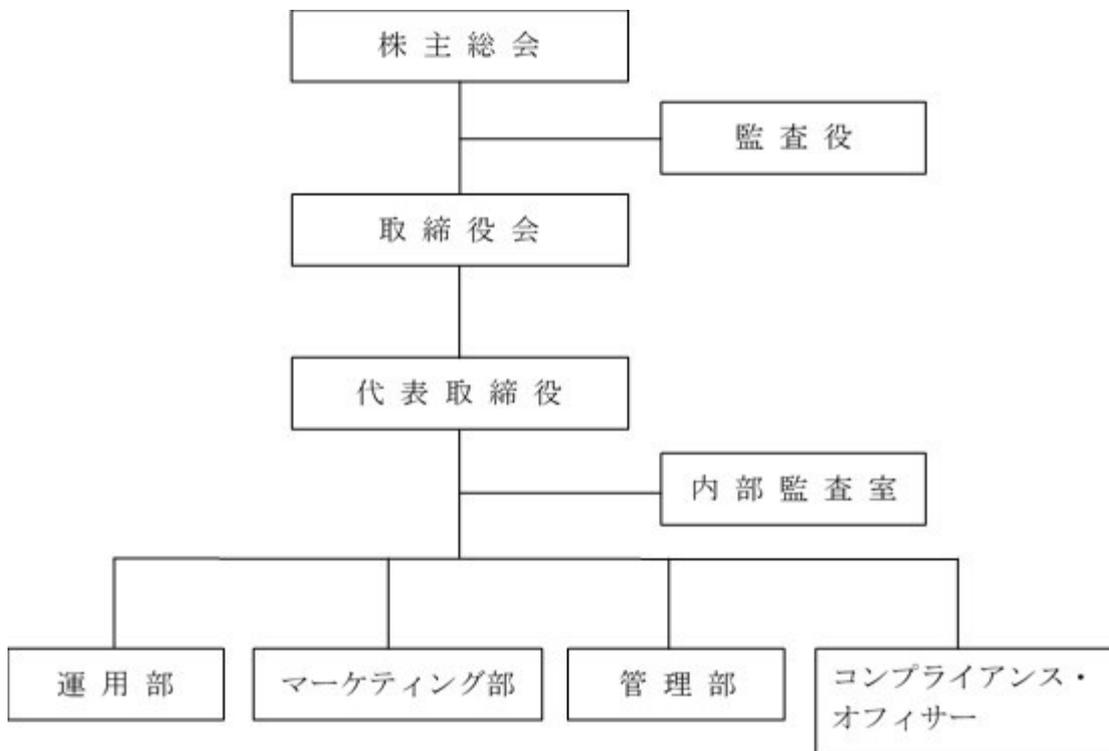 株主総会
監査役
取締役会
代表取締役
内部監査室
運用部
マーケティング部
管理部
コンプライアンス・
オフィサー